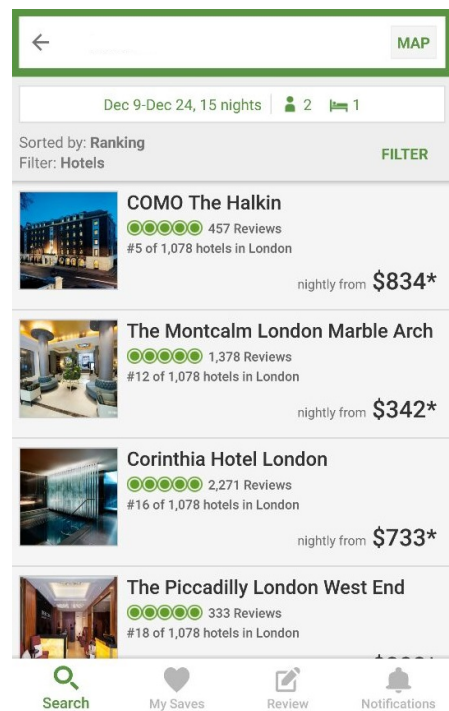 MAP
Dec 9-Dec 24, 15 nights 2 1
Sorted by: Ranking
Filter: Hotels
FILTER
COMO The Halkin
457 Reviews
#5 of 1,078 hotels in London
nightly from $834*
The Montcalm London Marble Arch
1,378 Reviews
#12 of 1,078 hotels in London
nightly from $342*
Corinthia Hotel London
2,271 Reviews
#16 of 1,078 hotels in London
nightly from $733*
The Piccadilly London West End
333 Reviews
#18 of 1,078 hotels in London
Search My Saves Review Notifications